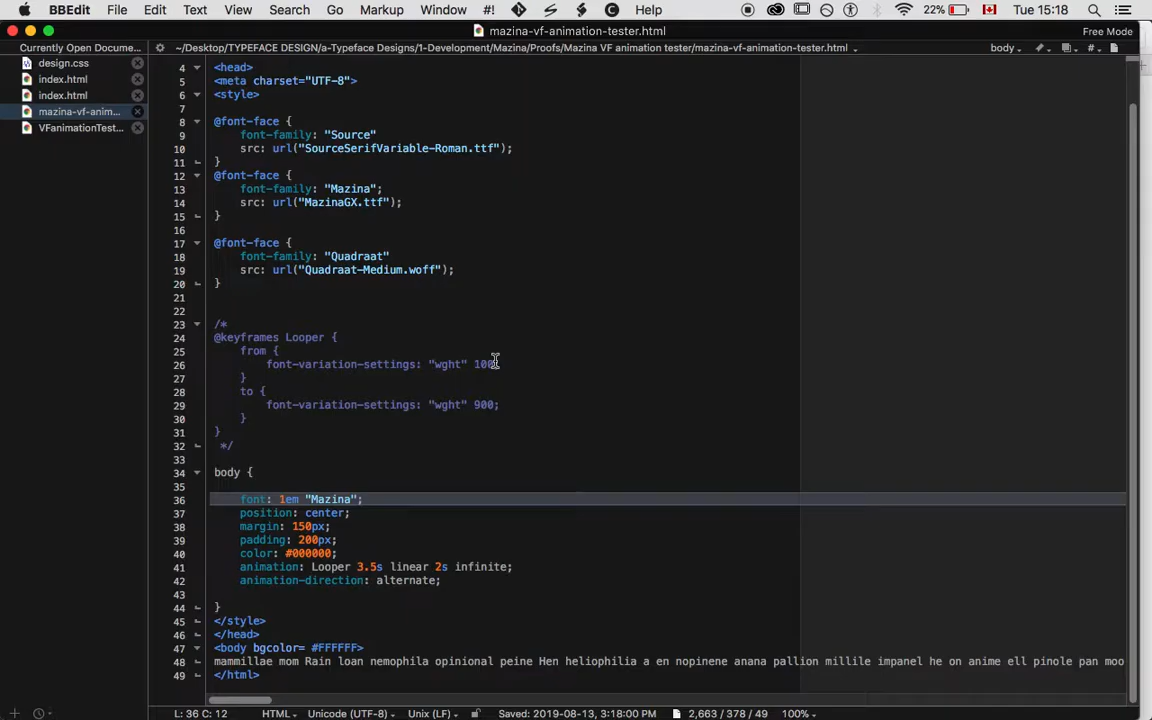 BBEdit File Edit Text View Search Go Markup Window #! Help 22% Tue 15:18
mazina-vf-animation-tester.html
Currently Open Docume...
~/Desktop/TYPEFACE DESIGN/a-Typeface Designs/1-Development/Mazina/Proofs/Mazina VF animation tester/mazina-vf-animation-tester.html
body
#
Free Mode
design.css
index.html
index.html
mazina-vf-anim...
VFanimationTest...
4 <head>
5 <meta charset="UTF-8">
6 <style>
7
8 @font-face {
9 font-family: "Source"
10 src: url("SourceSerifVariable-Roman.ttf");
11 }
12 @font-face {
13 font-family: "Mazina";
14 src: url("MazinaGX.ttf");
15 }
16
17 @font-face {
18 font-family: "Quadraat"
19 src: url("Quadraat-Medium.woff");
20 }
21
22
23 /*
24 @keyframes Looper {
25 from {
26 font-variation-settings: "wght" 100;
27 }
28 to {
29 font-variation-settings: "wght" 900;
30 }
31 }
32 */
33
34 body {
35
36 font: 1em "Mazina";
37 position: center;
38 margin: 150px;
39 padding: 200px;
40 color: #000000;
41 animation: Looper 3.5s linear 2s infinite;
42 animation-direction: alternate;
43
44 }
45 </style>
46 </head>
47 <body bgcolor= #FFFFFF>
48 mammillae mom Rain loan nemophila opinional peine Hen heliophilia a en nopinene anana pallion millile impanel he on anime ell pinole pan moo
49 </html>
L: 36 C: 12 HTML Unicode (UTF-8) Unix (LF) Saved: 2019-08-13, 3:18:00 PM 2,663 / 378 / 49 100%